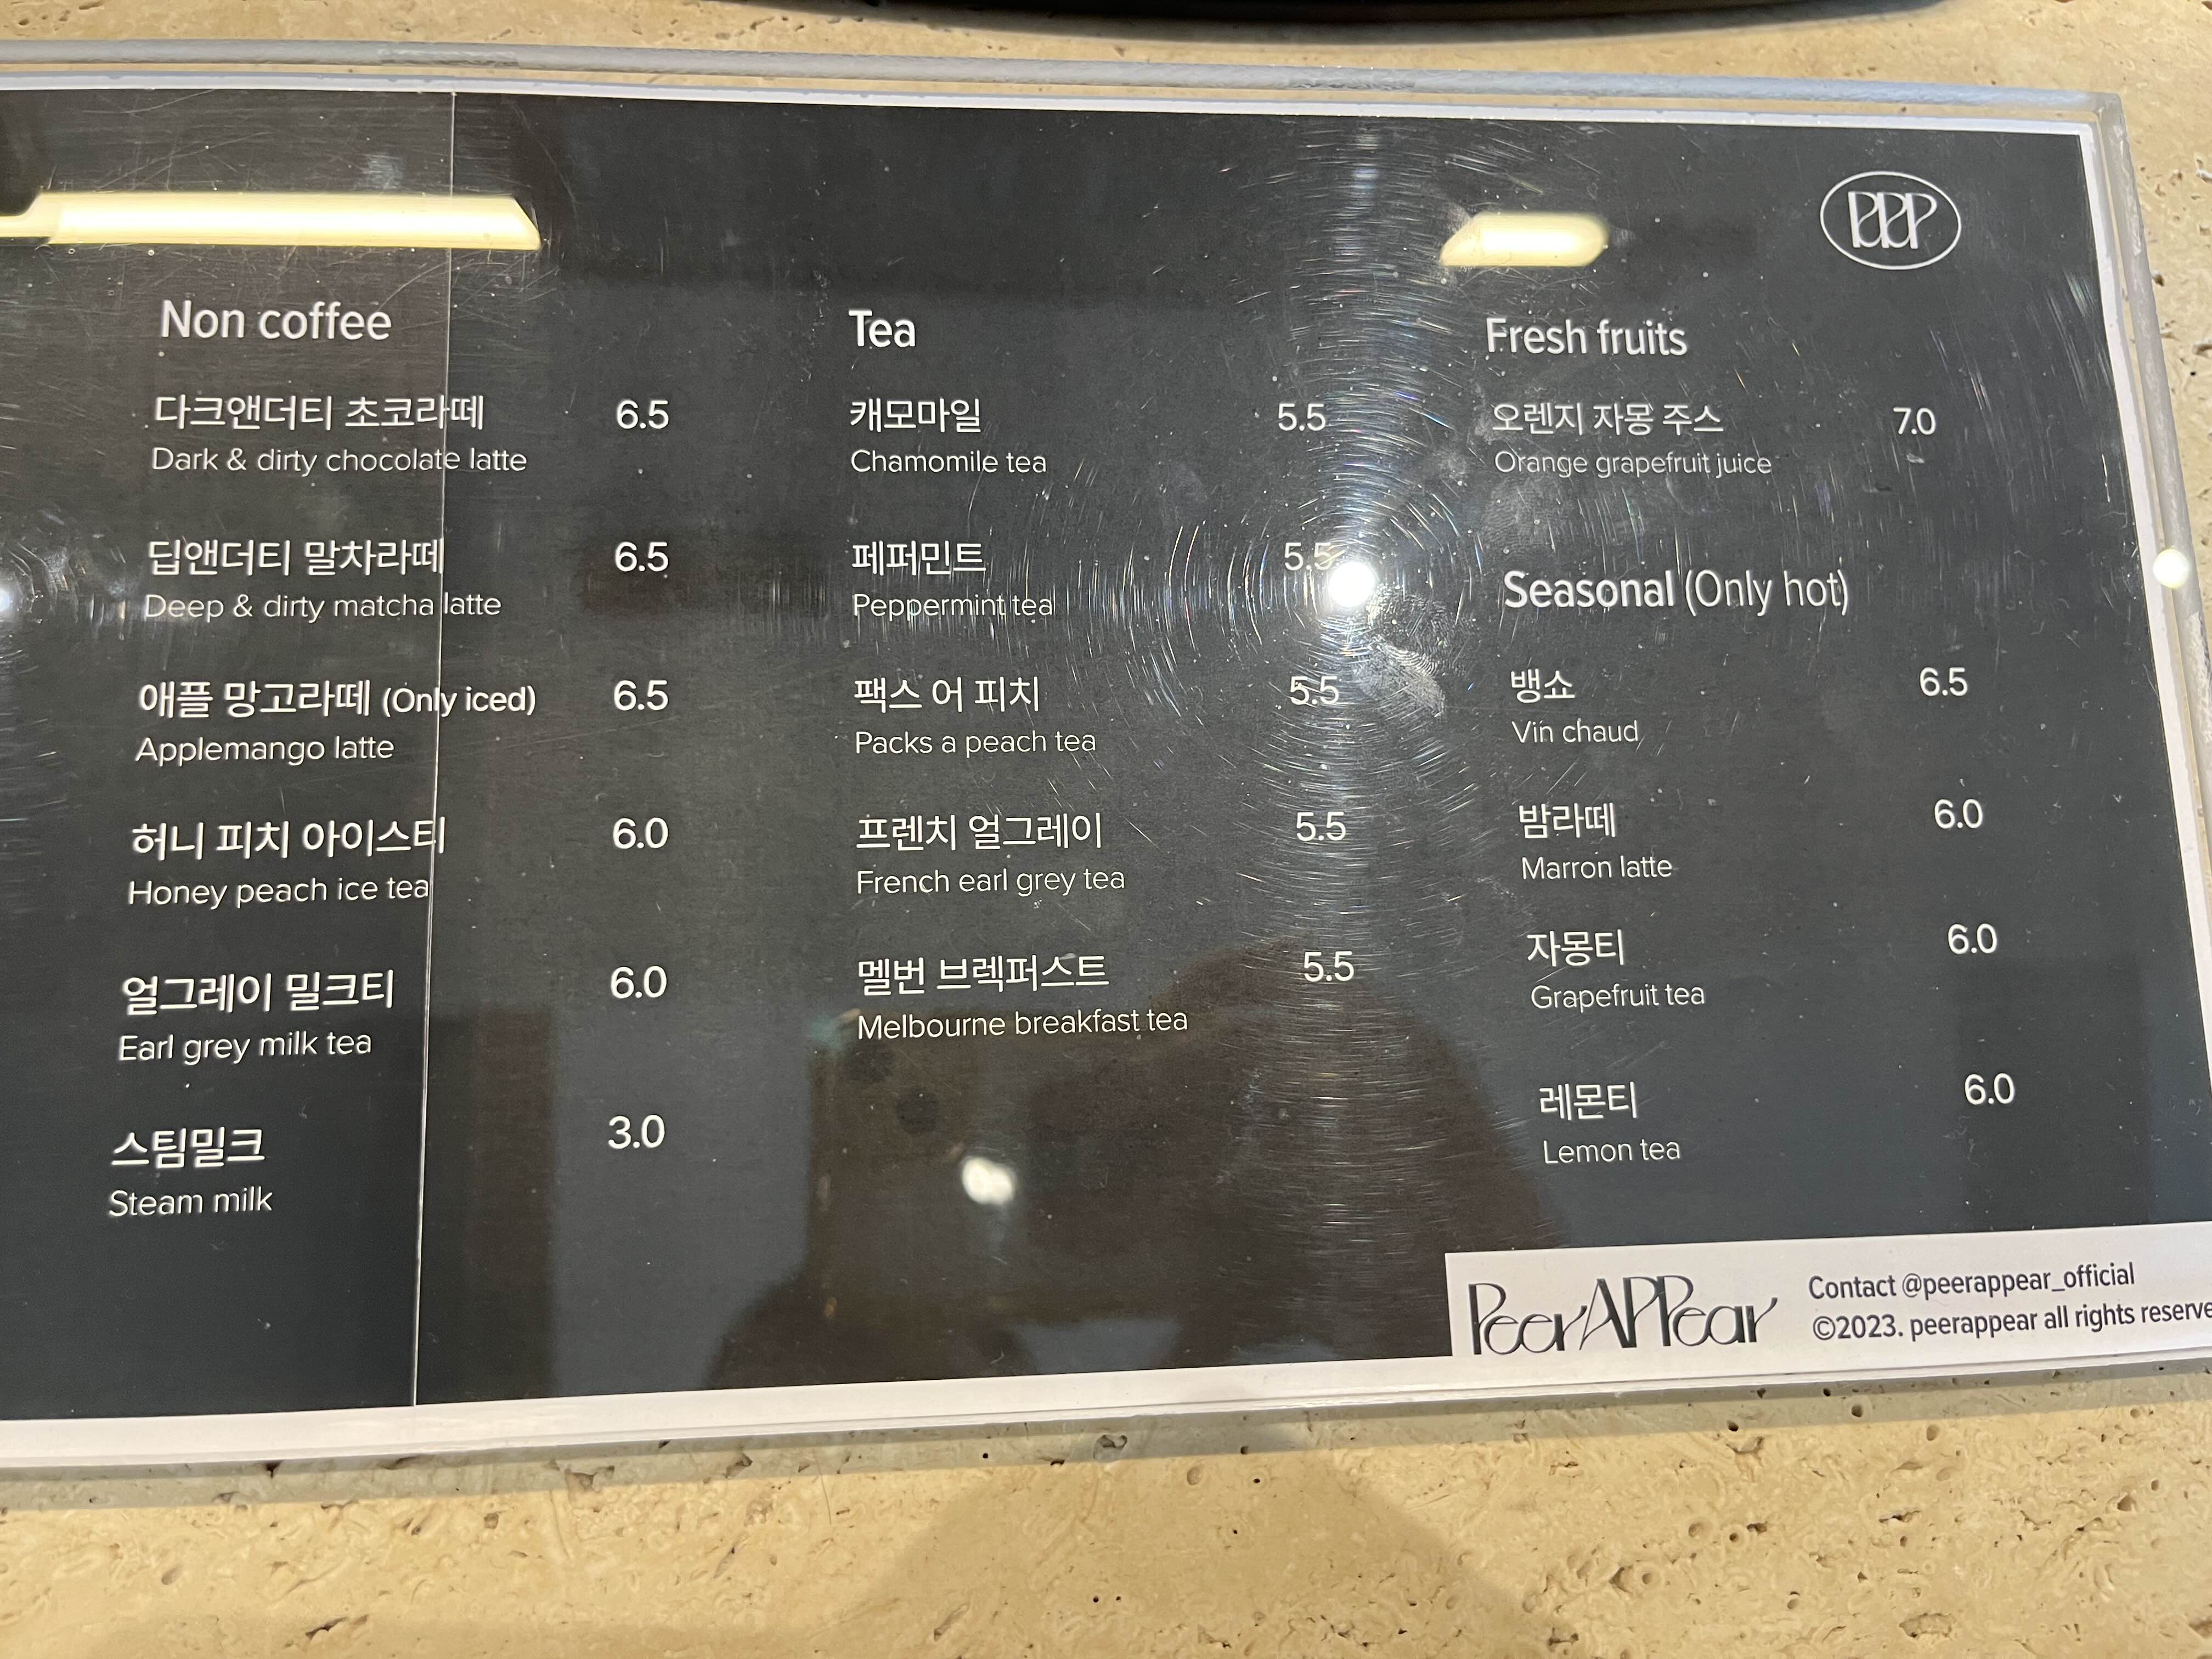 PPP
Non coffee
다크앤더티 초코라떼 6.5
Dark & dirty chocolate latte
딥앤더티 말차라떼 6.5
Deep & dirty matcha latte
애플 망고라떼 (Only iced) 6.5
Applemango latte
허니 피치 아이스티 6.0
Honey peach ice tea
얼그레이 밀크티 6.0
Earl grey milk tea
스팀밀크 3.0
Steam milk
Tea
캐모마일 5.5
Chamomile tea
페퍼민트 5.5
Peppermint tea
팩스 어 피치 5.5
Packs a peach tea
프렌치 얼그레이 5.5
French earl grey tea
멜번 브렉퍼스트 5.5
Melbourne breakfast tea
Fresh fruits
오렌지 자몽 주스 7.0
Orange grapefruit juice
Seasonal (Only hot)
뱅쇼 6.5
Vin chaud
밤라떼 6.0
Marron latte
자몽티 6.0
Grapefruit tea
레몬티 6.0
Lemon tea
PeerAPPear
Contact @peerappear_official
©2023. peerappear all rights reserve